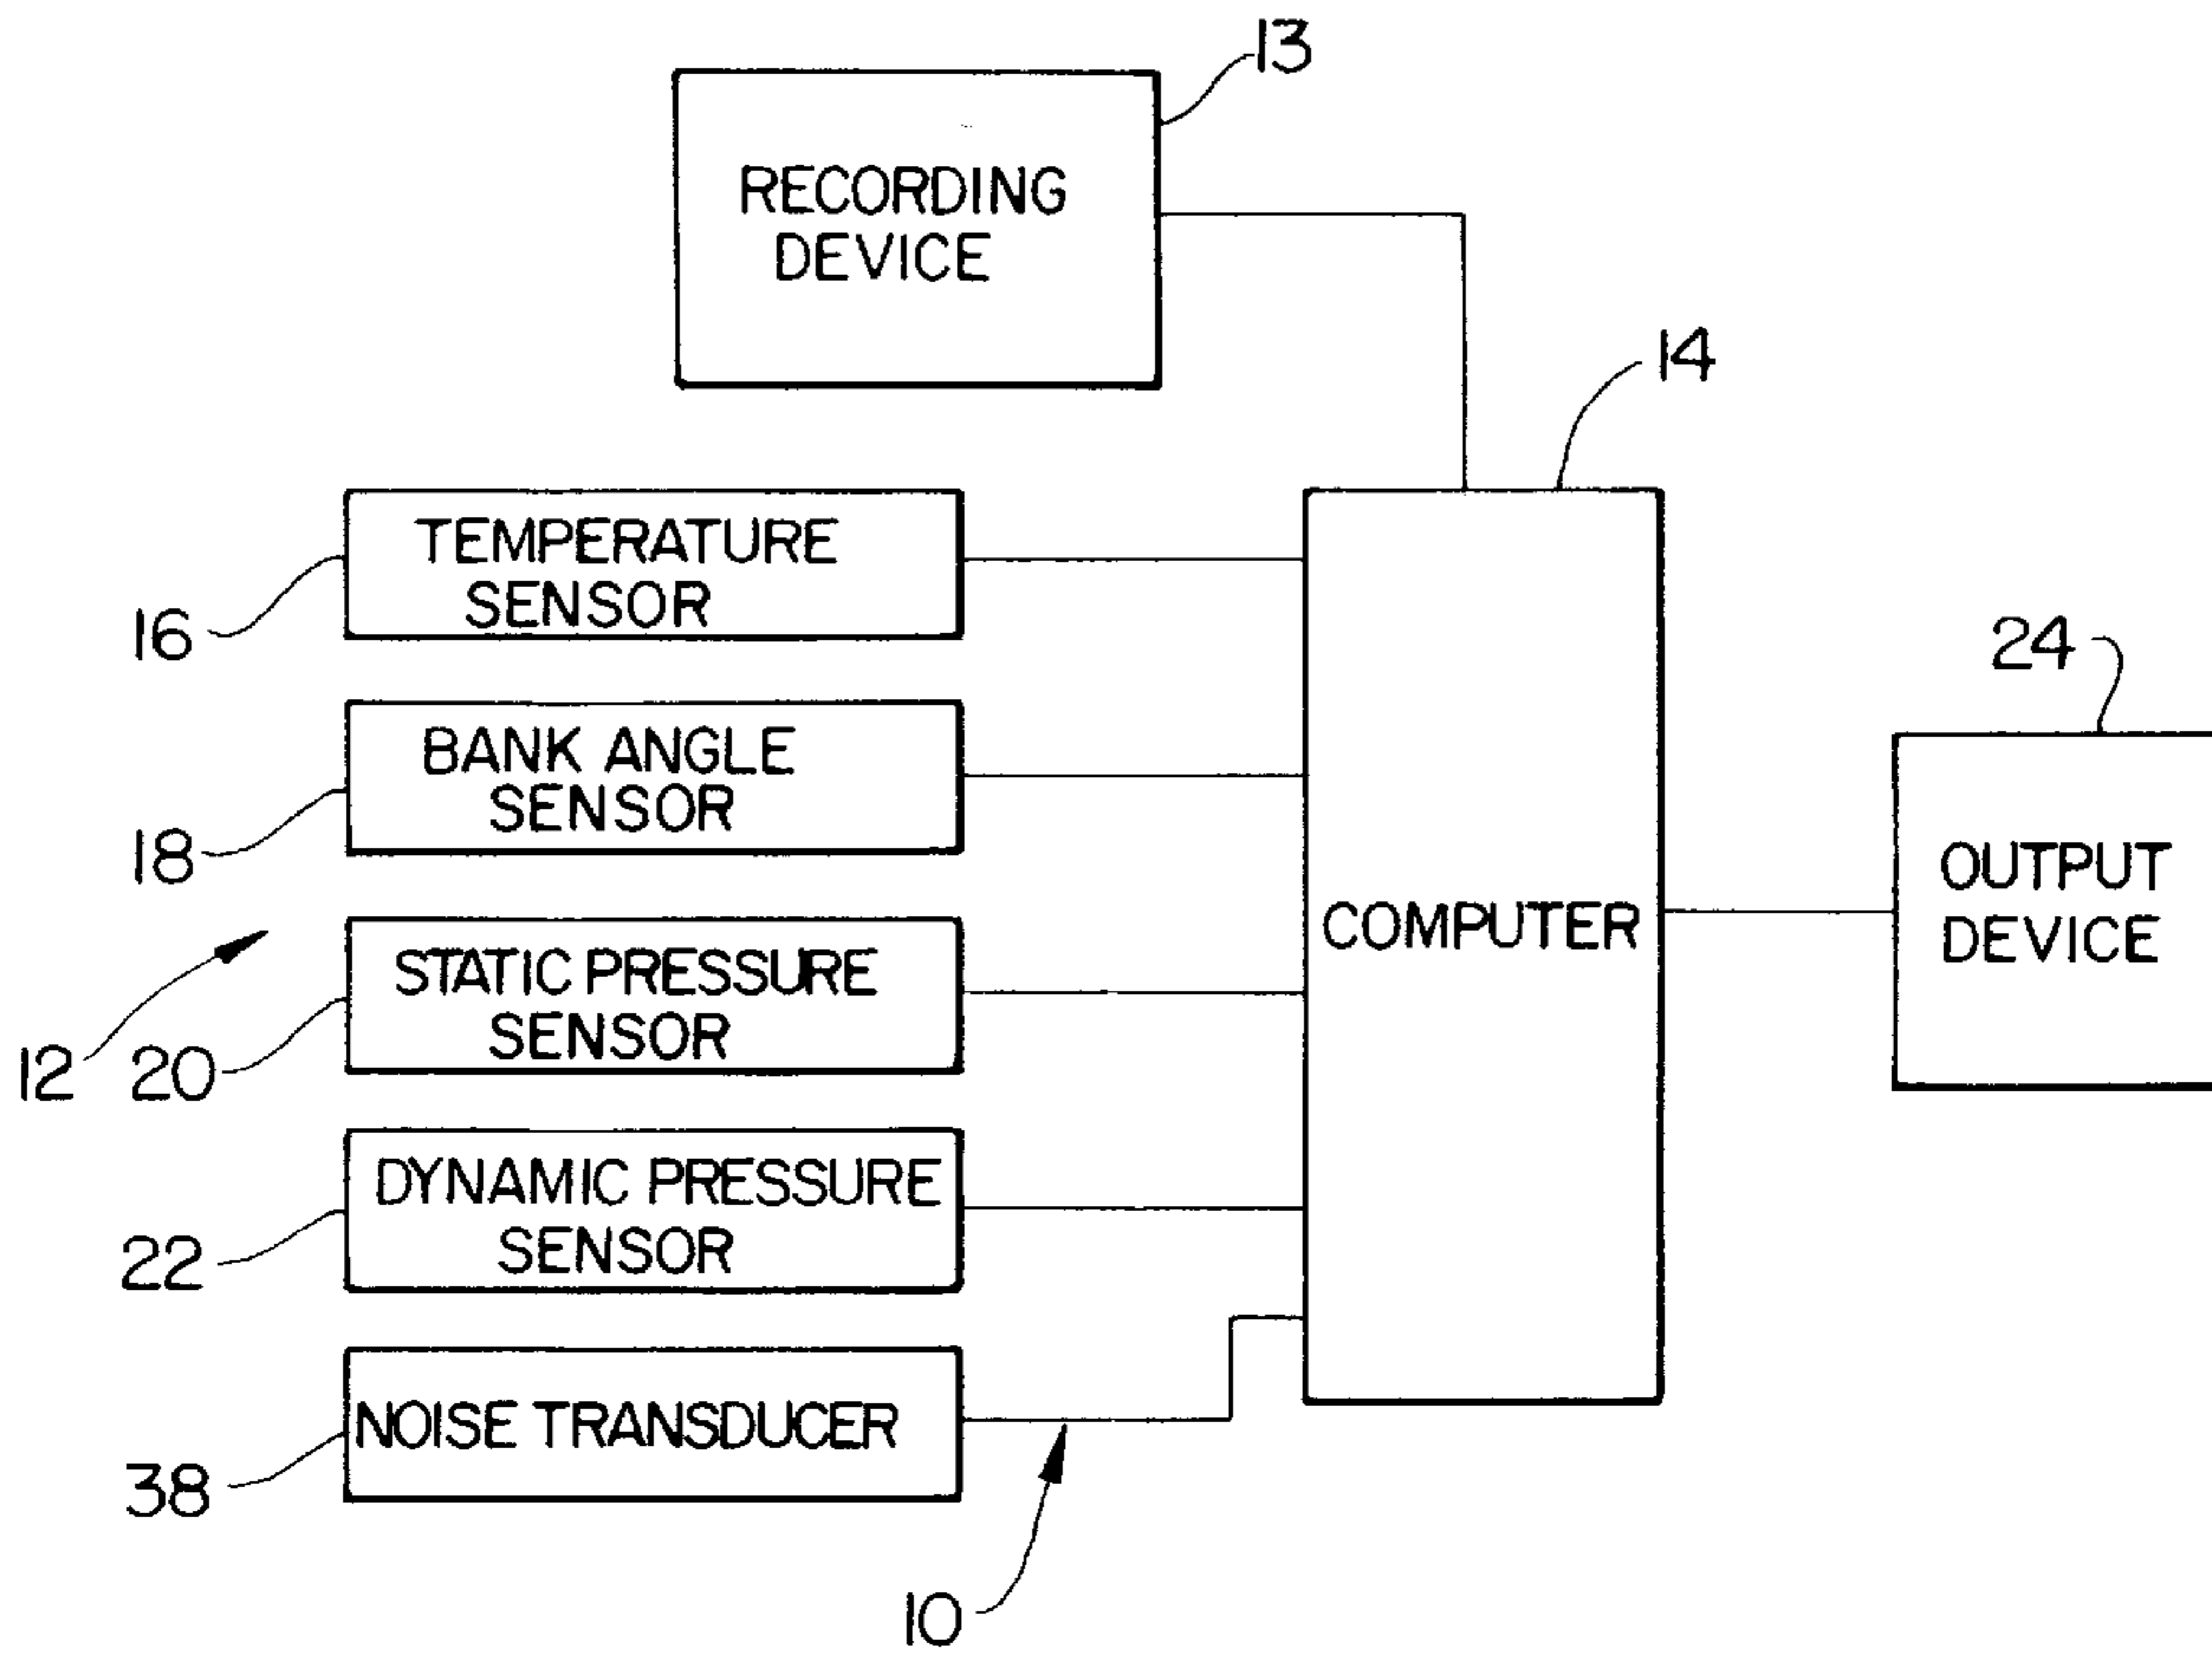 13
RECORDING
DEVICE
14
TEMPERATURE
SENSOR
16
24
BANK ANGLE
SENSOR
18
OUTPUT
DEVICE
COMPUTER
STATIC PRESSURE
SENSOR
12
20
DYNAMIC PRESSURE
SENSOR
22
NOISE TRANSDUCER
38
10